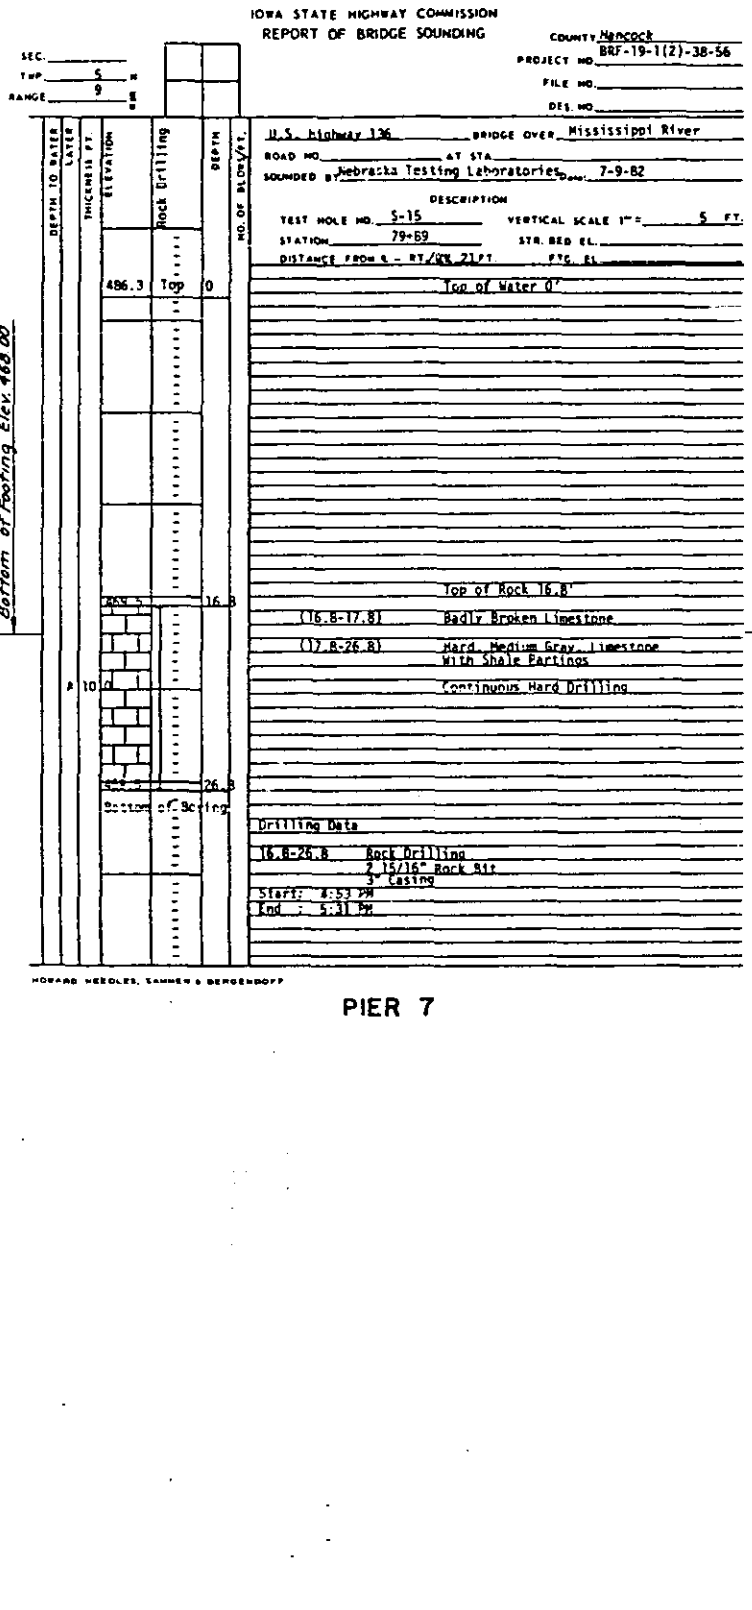 IOWA STATE HIGHWAY COMMISSION
REPORT OF BRIDGE SOUNDING
COUNTY Hancock
PROJECT NO. BRF-19-1(2)-38-56
FILE NO.
DES. NO.
SEC.
TWP. 5 N
RANGE 9
DEPTH TO WATER
LAYER
THICKNESS FT.
ELEVATION
Rock Drilling
DEPTH
NO. OF BLOWS/FT.
U.S. Highway 136 BRIDGE OVER Mississippi River
ROAD NO. AT STA.
SOUNDED BY Nebraska Testing Laboratories Date: 7-9-82
DESCRIPTION
TEST HOLE NO. S-15 VERTICAL SCALE 1"= 5 FT.
STATION 79+89 STR. BED EL.
DISTANCE FROM ℄ - RT./ 21 FT. FTG. EL.
486.3 Top 0 Top of Water 0'
Bottom of Footing Elev. 468.00
Top of Rock 16.8'
469.5 16.8
(16.8-17.8) Badly Broken Limestone
(17.8-26.8) Hard, Medium Gray, Limestone
With Shale Partings
A 10.0 Continuous Hard Drilling
26.8
Bottom of Boring
Drilling Data
16.8-26.8 Rock Drilling
2 15/16" Rock Bit
3" Casing
Start: 4:53 PM
End : 5:31 PM
HOWARD NEEDLES, TAMMEN & BERGENDOFF
PIER 7